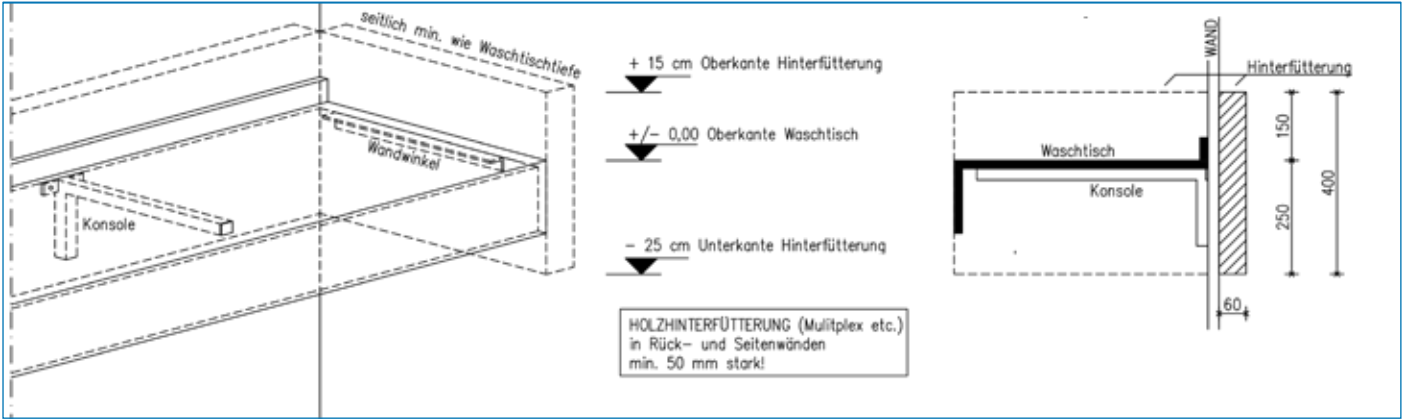 seitlich min. wie Waschtischtiefe
Wandwinkel
Konsole
+ 15 cm Oberkante Hinterfütterung
+/- 0,00 Oberkante Waschtisch
- 25 cm Unterkante Hinterfütterung
HOLZHINTERFÜTTERUNG (Mulitplex etc.)
in Rück- und Seitenwänden
min. 50 mm stark!
WAND
Hinterfütterung
Waschtisch
Konsole
150
250
400
60